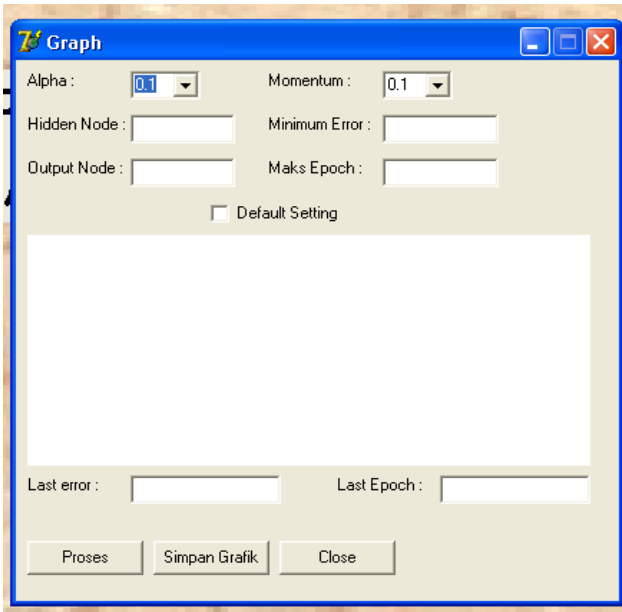 Graph
Alpha : 0.1 Momentum : 0.1
Hidden Node : Minimum Error :
Output Node : Maks Epoch :
Default Setting
Last error : Last Epoch :
Proses Simpan Grafik Close